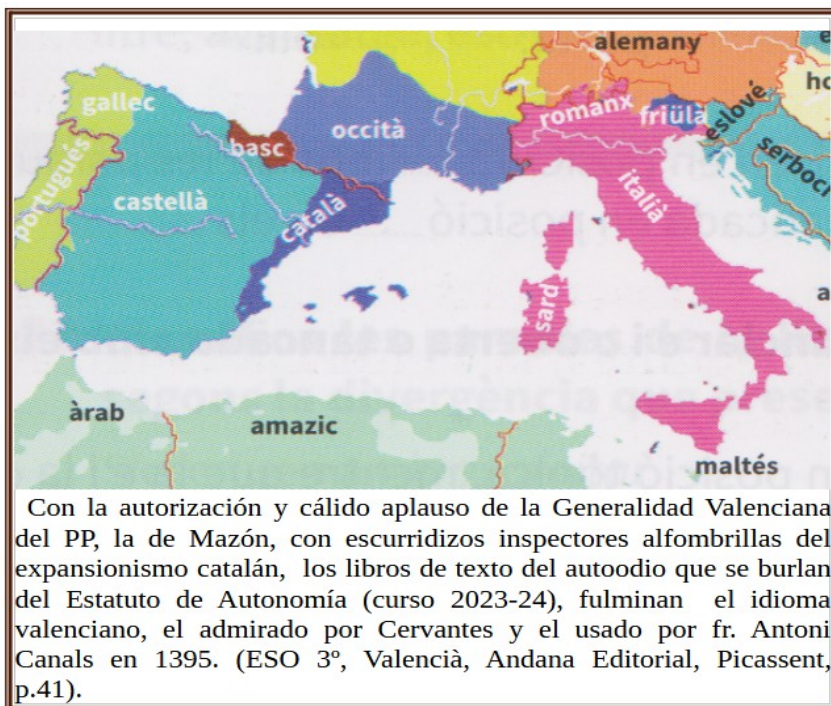 alemany
gallec
romanx
friülà
eslové
occità
basc
portugués
castellà
serbocr
català
italià
sard
àrab
amazic
maltés
Con la autorización y cálido aplauso de la Generalidad Valenciana
del PP, la de Mazón, con escurridizos inspectores alfombrillas del
expansionismo catalán, los libros de texto del autoodio que se burlan
del Estatuto de Autonomía (curso 2023-24), fulminan el idioma
valenciano, el admirado por Cervantes y el usado por fr. Antoni
Canals en 1395. (ESO 3º, Valencià, Andana Editorial, Picassent,
p.41).